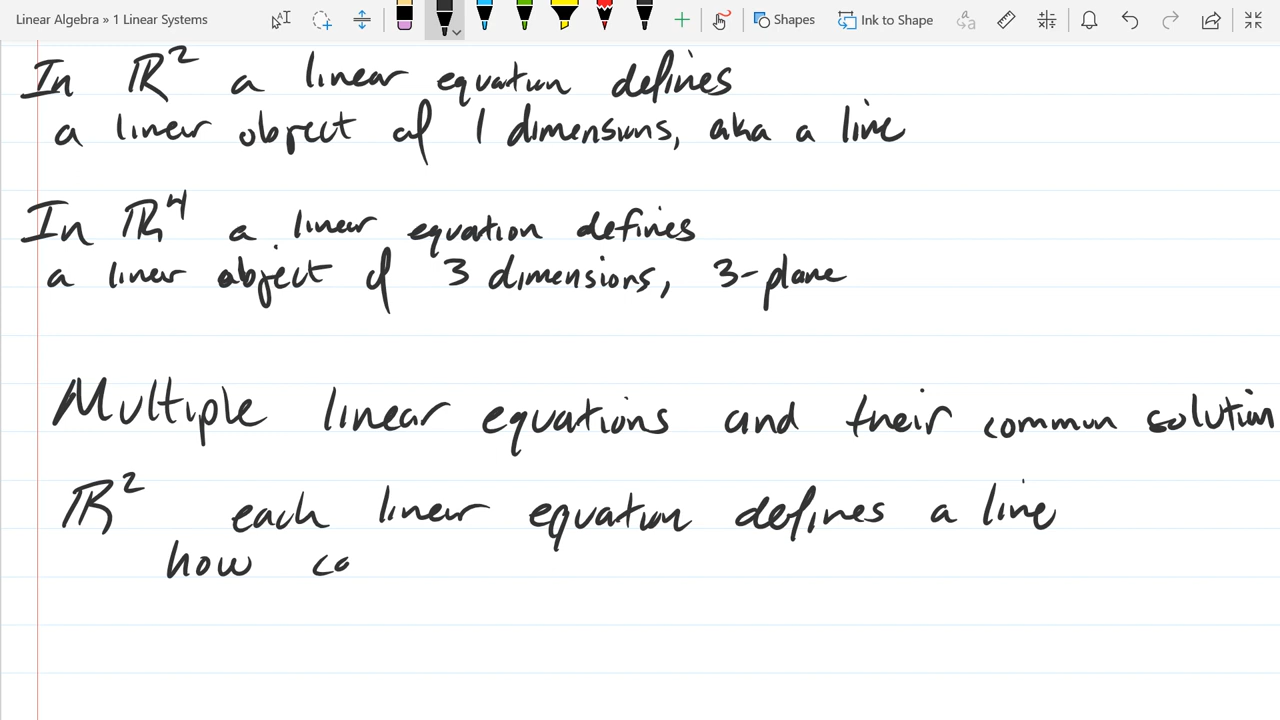 Linear Algebra » 1 Linear Systems
Shapes
Ink to Shape
In ℝ² a linear equation defines
a linear object of 1 dimensions, aka a line
In ℝ⁴ a linear equation defines
a linear object of 3 dimensions, 3-plane
Multiple linear equations and their common solution
ℝ² each linear equation defines a line
how co